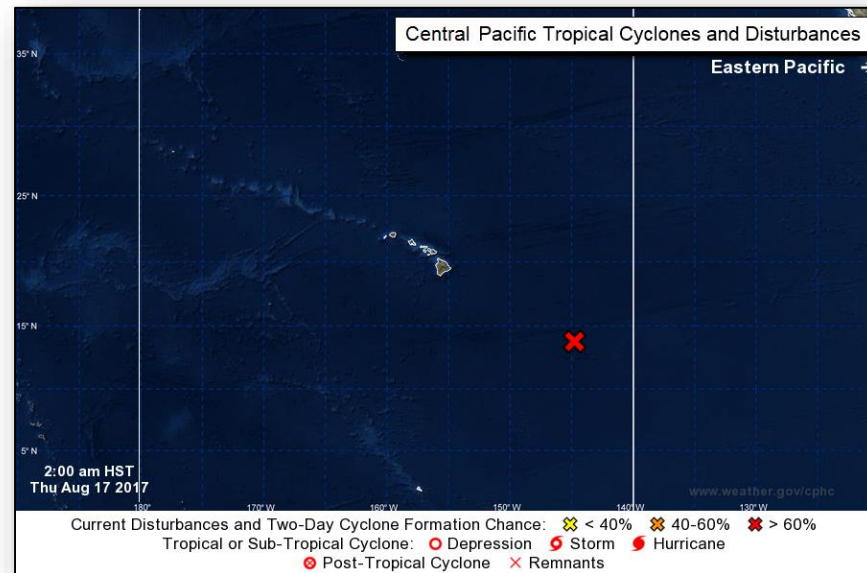 Central Pacific Tropical Cyclones and Disturbances
35° N
Eastern Pacific →
25° N
15° N
5° N
2:00 am HST
Thu Aug 17 2017
www.weather.gov/cphc
180° 170° W 160° W 150° W 140° W 130° W
Current Disturbances and Two-Day Cyclone Formation Chance: < 40% 40-60% > 60%
Tropical or Sub-Tropical Cyclone: Depression Storm Hurricane
Post-Tropical Cyclone Remnants